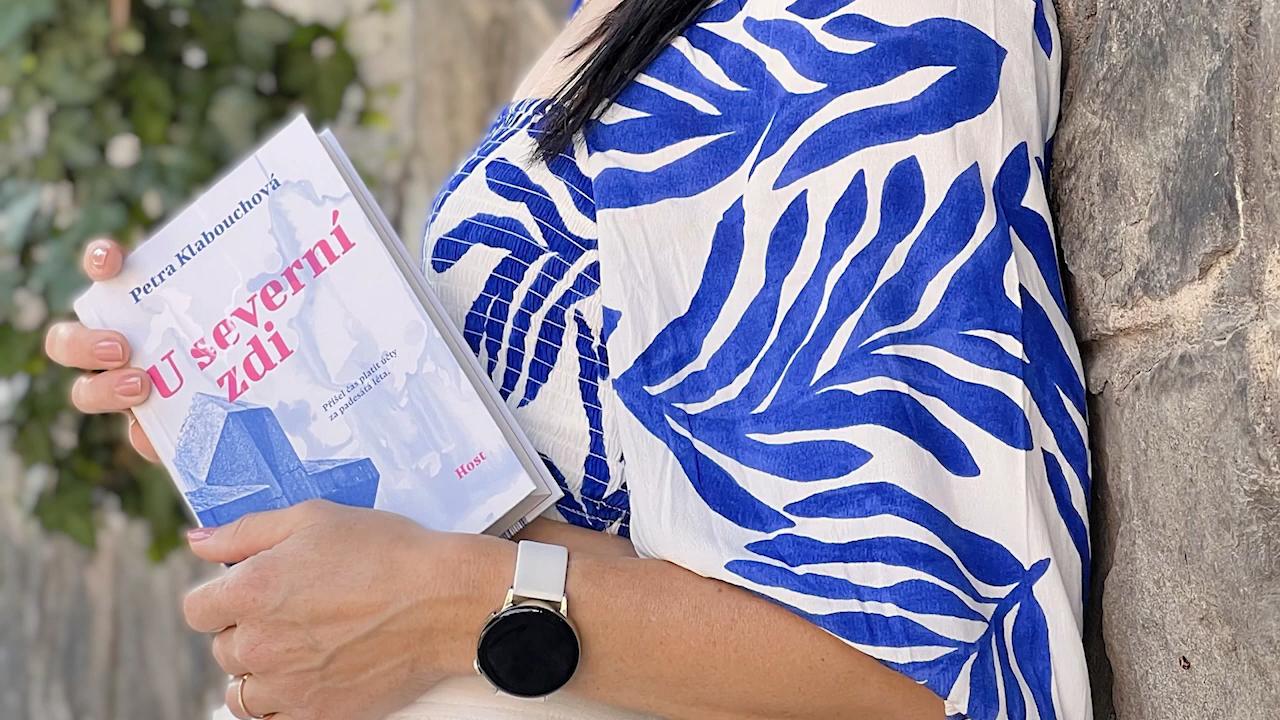 Petra Klabouchová
U severní
zdi
Přišel čas platit účty
za padesátá léta.
Host